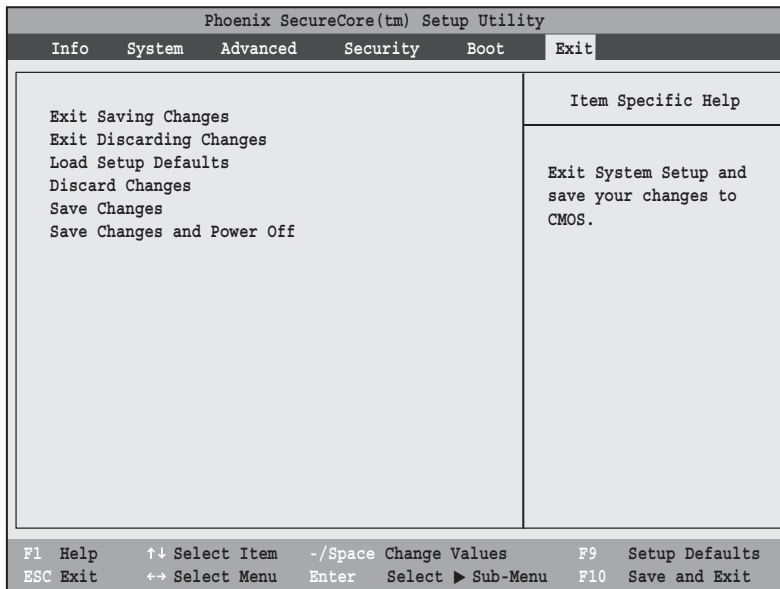 Phoenix SecureCore(tm) Setup Utility
Info System Advanced Security Boot Exit
Exit Saving Changes
Exit Discarding Changes
Load Setup Defaults
Discard Changes
Save Changes
Save Changes and Power Off
Item Specific Help
Exit System Setup and
save your changes to
CMOS.
F1 Help ↑↓ Select Item -/Space Change Values F9 Setup Defaults
ESC Exit ←→ Select Menu Enter Select ▶ Sub-Menu F10 Save and Exit